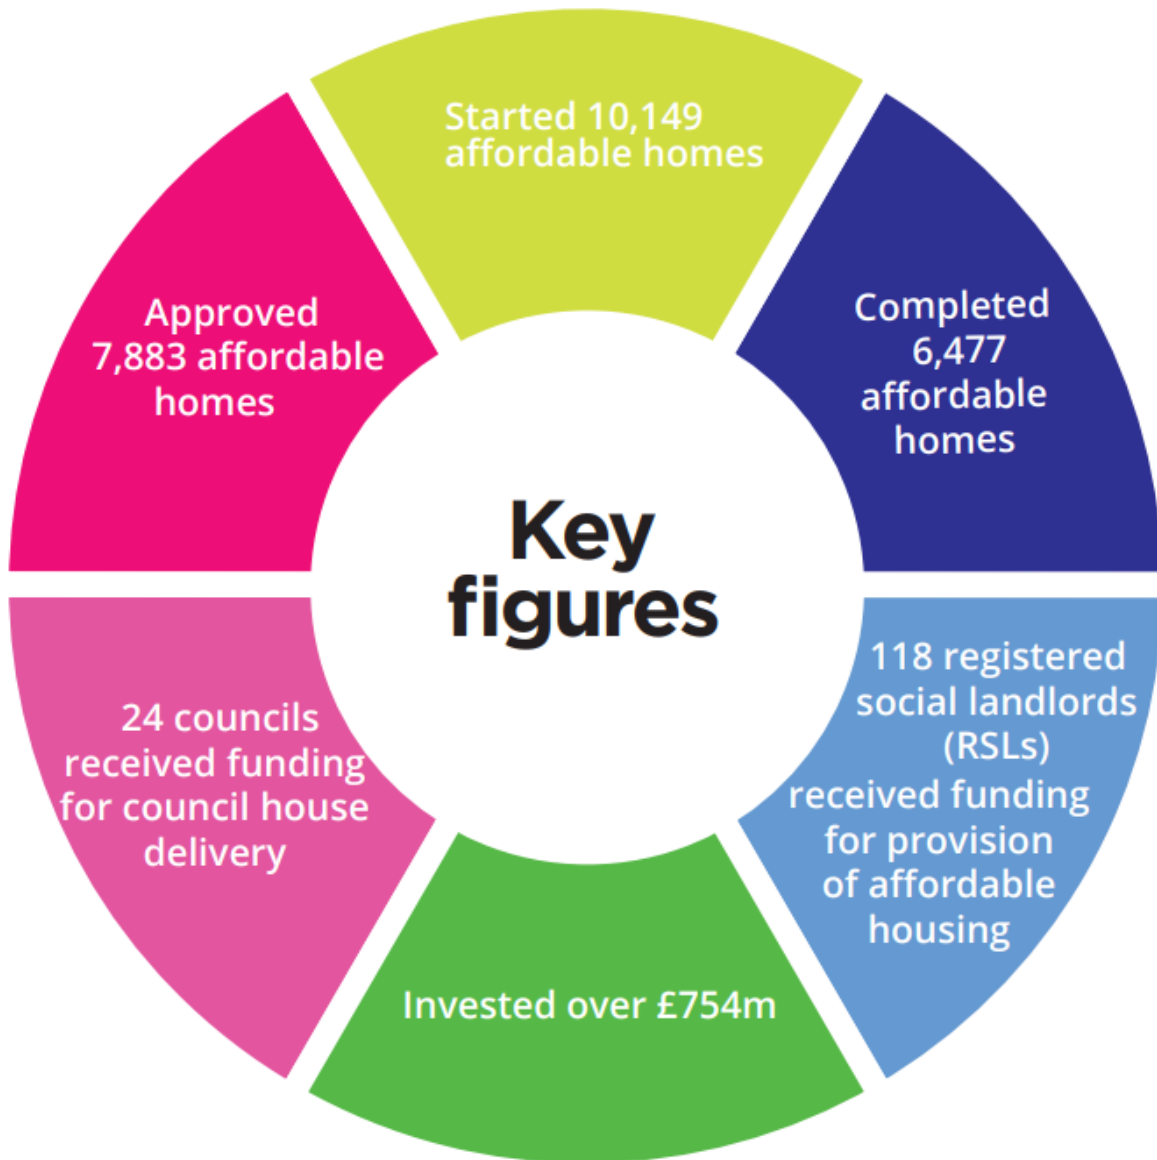 Started 10,149
affordable homes
Completed
6,477
affordable
homes
118 registered
social landlords
(RSLs)
received funding
for provision
of affordable
housing
Invested over £754m
24 councils
received funding
for council house
delivery
Approved
7,883 affordable
homes
Key
figures